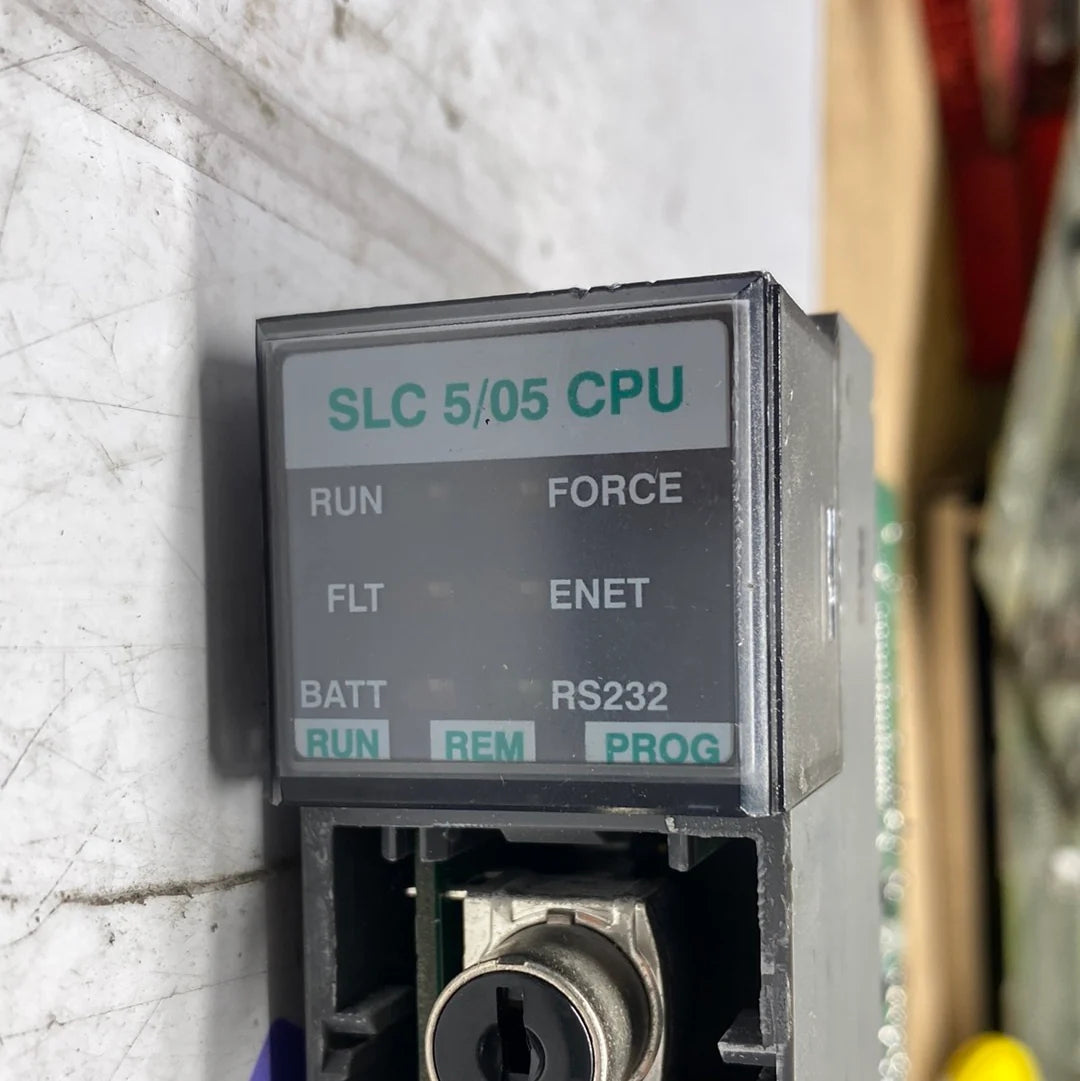 SLC 5/05 CPU
RUN FORCE
FLT ENET
BATT RS232
RUN REM PROG